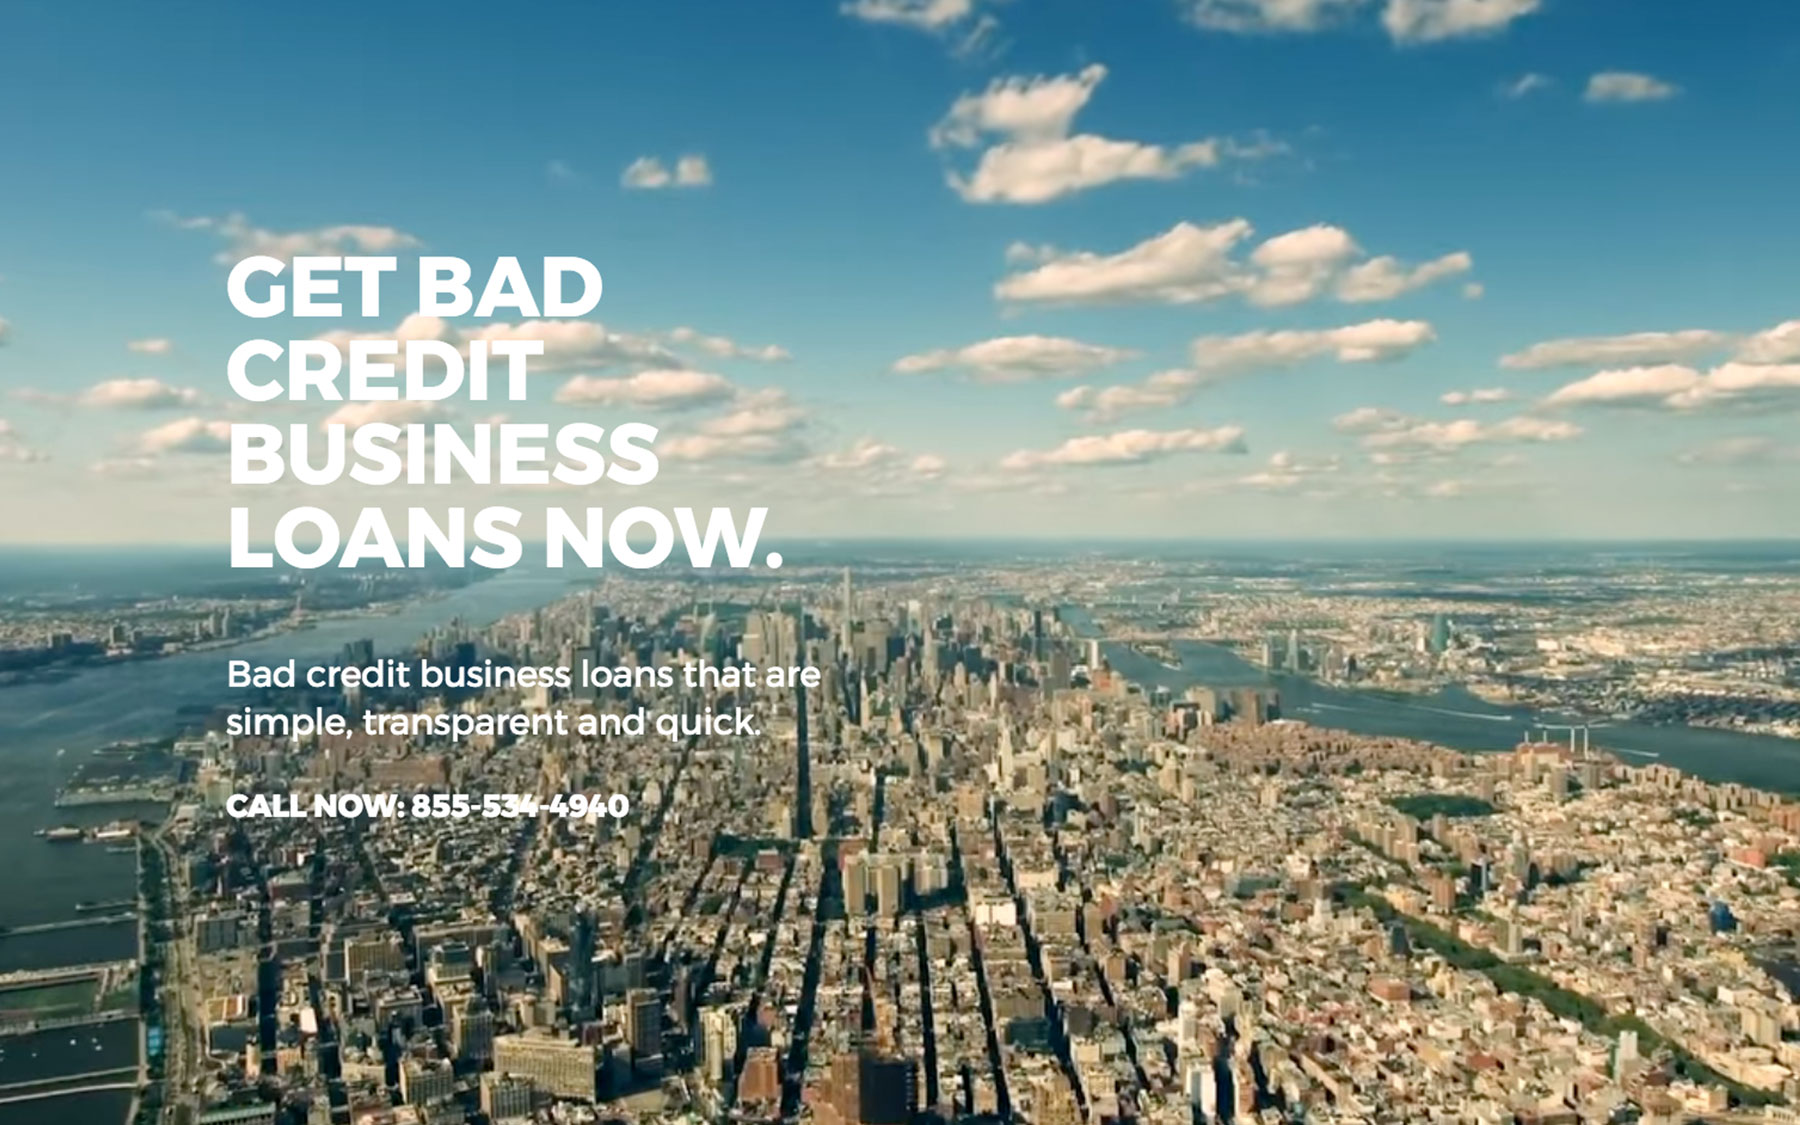 GET BAD
CREDIT
BUSINESS
LOANS NOW.
Bad credit business loans that are
simple, transparent and quick.
CALL NOW: 855-534-4940